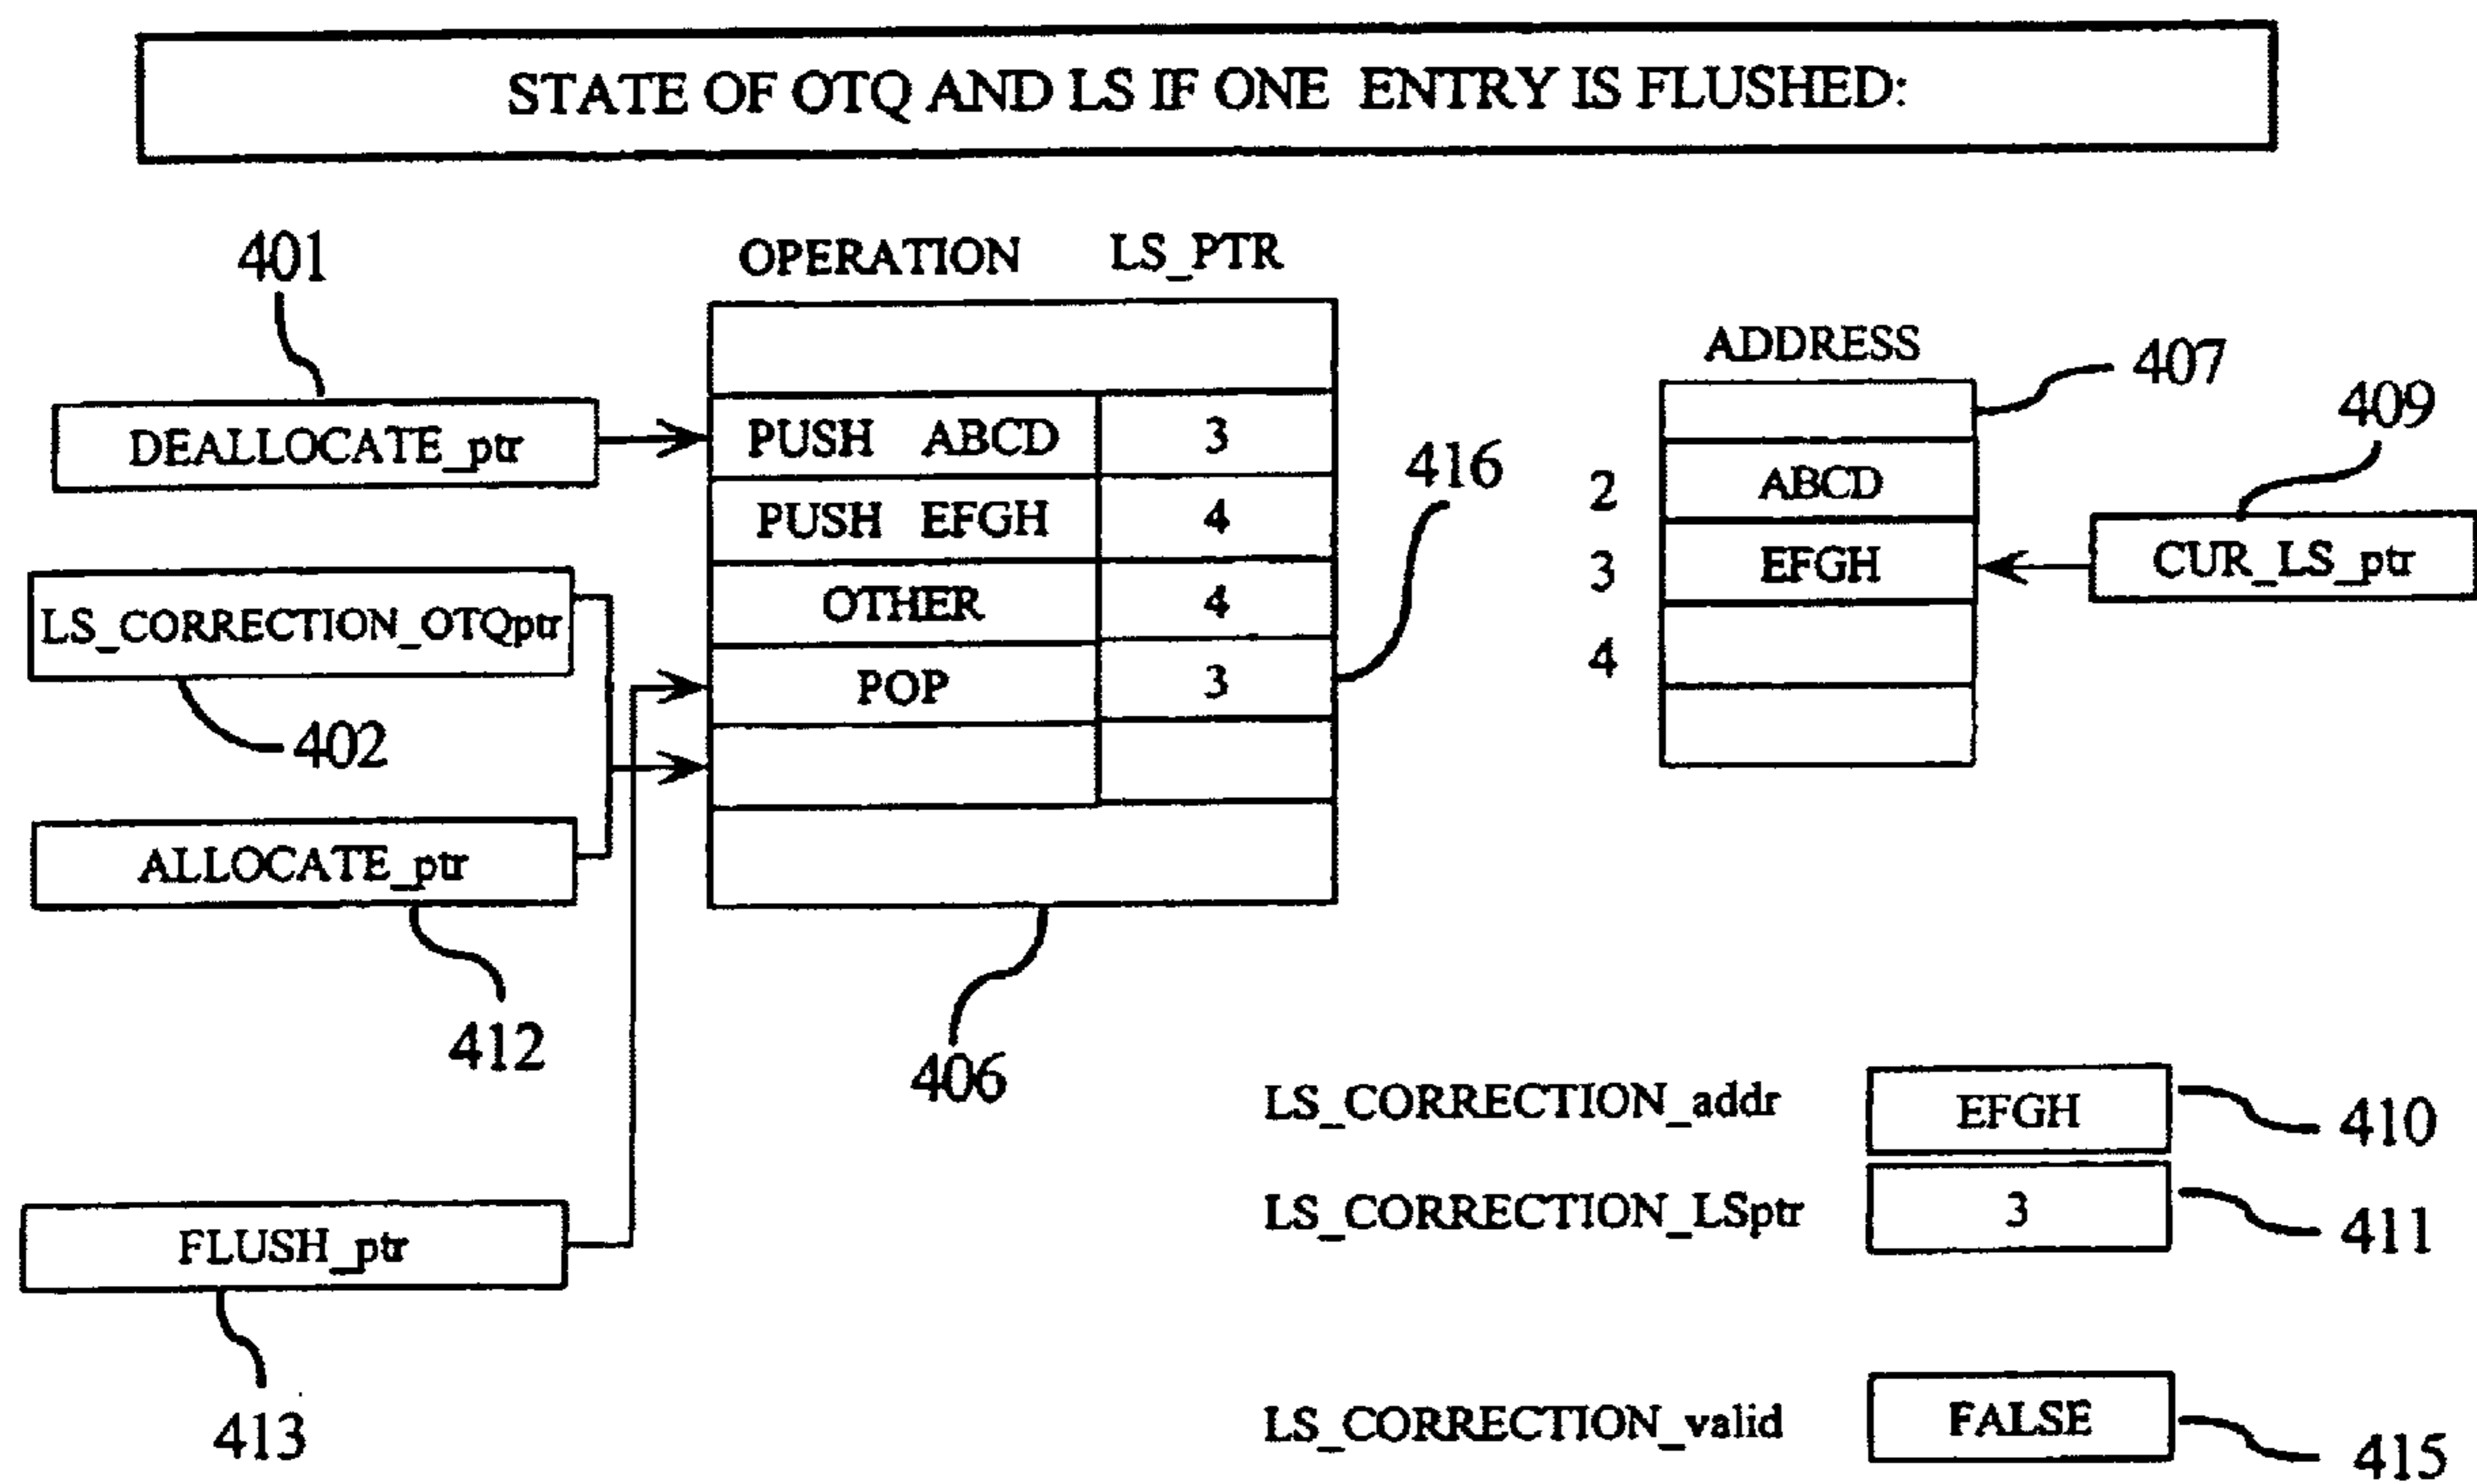 STATE OF OTQ AND LS IF ONE ENTRY IS FLUSHED:
401
OPERATION LS_PTR
ADDRESS
407
409
DEALLOCATE_ptr
PUSH ABCD 3
416
2 ABCD
PUSH EFGH 4
3 EFGH
CUR_LS_ptr
LS_CORRECTION_OTQptr
OTHER 4
4
POP 3
402
ALLOCATE_ptr
412
406
LS_CORRECTION_addr EFGH 410
LS_CORRECTION_LSptr 3 411
FLUSH_ptr
413
LS_CORRECTION_valid FALSE 415